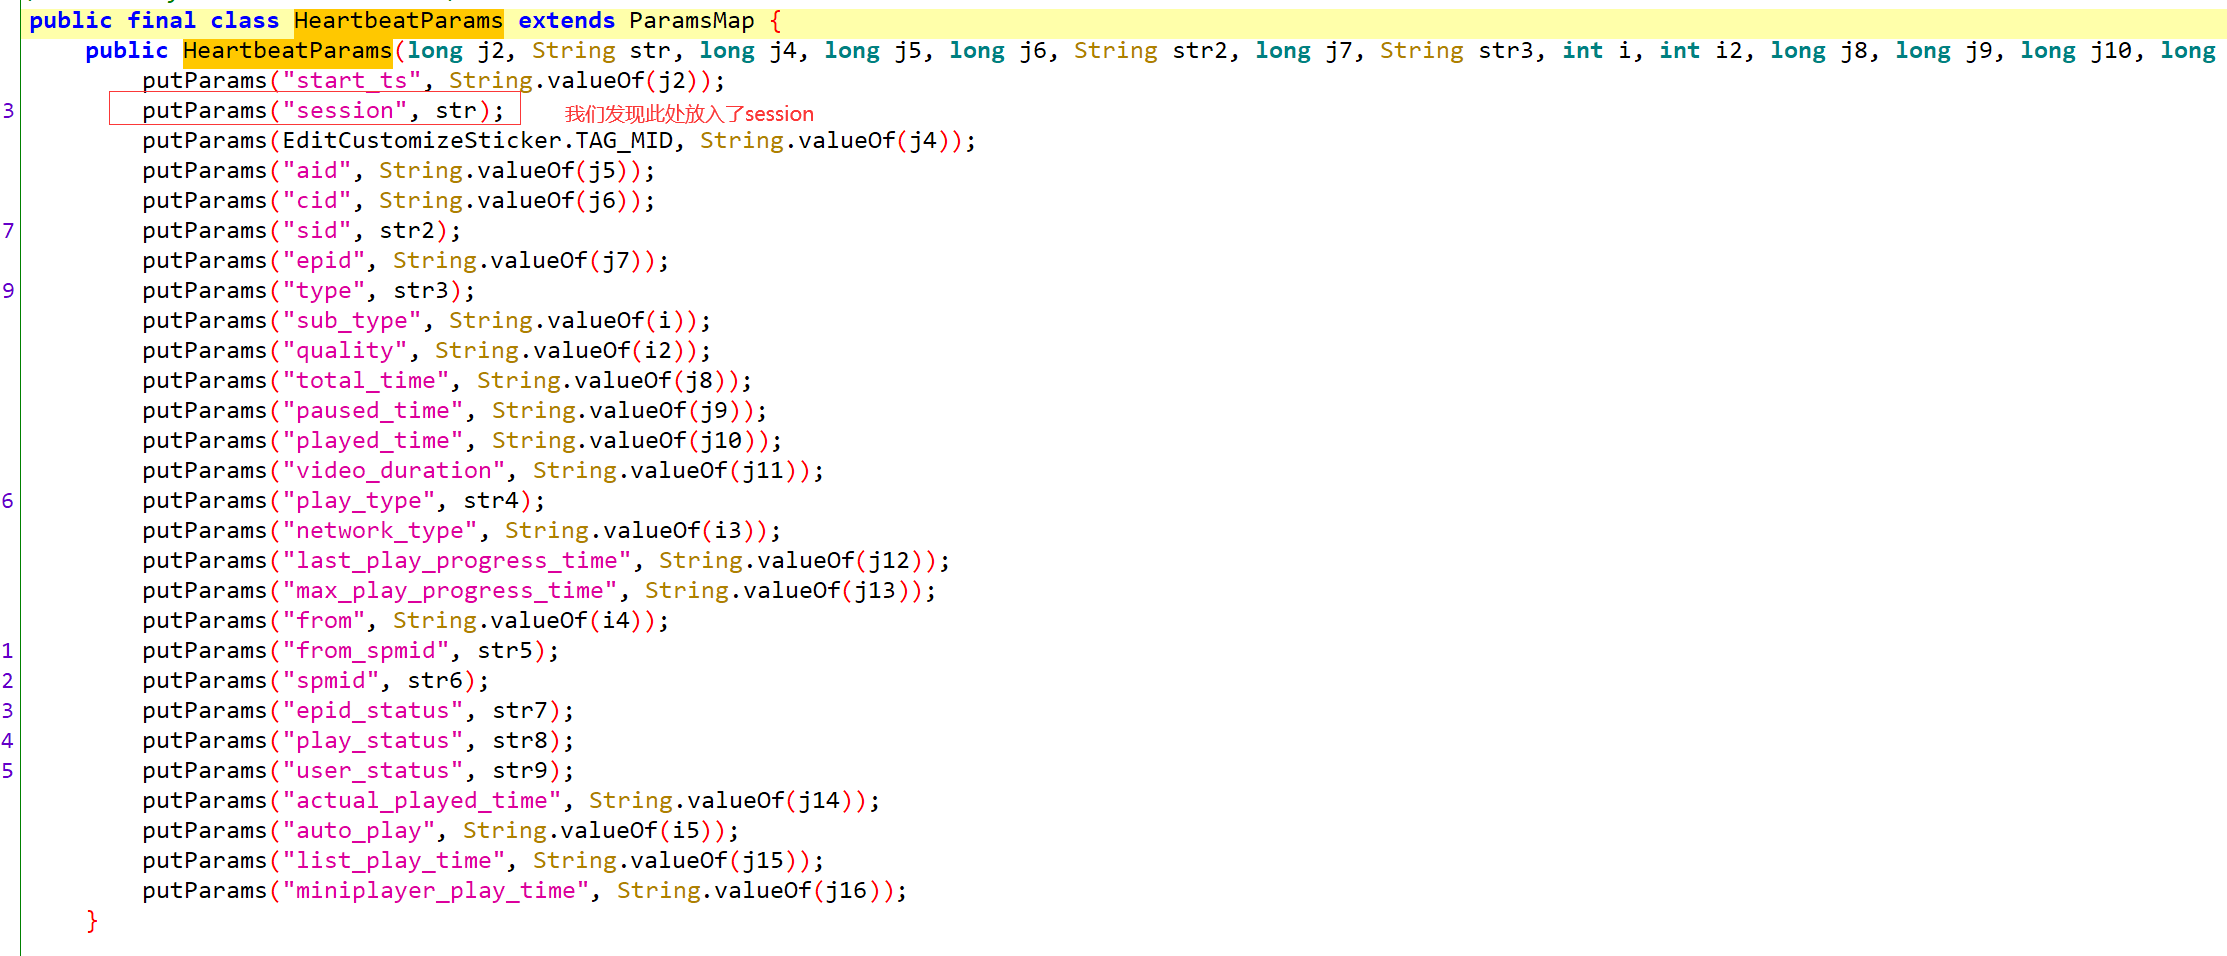 public final class HeartbeatParams extends ParamsMap {
public HeartbeatParams(long j2, String str, long j4, long j5, long j6, String str2, long j7, String str3, int i, int i2, long j8, long j9, long j10, long
putParams("start_ts", String.valueOf(j2));
3 putParams("session", str); 我们发现此处放入了session
putParams(EditCustomizeSticker.TAG_MID, String.valueOf(j4));
putParams("aid", String.valueOf(j5));
putParams("cid", String.valueOf(j6));
7 putParams("sid", str2);
putParams("epid", String.valueOf(j7));
9 putParams("type", str3);
putParams("sub_type", String.valueOf(i));
putParams("quality", String.valueOf(i2));
putParams("total_time", String.valueOf(j8));
putParams("paused_time", String.valueOf(j9));
putParams("played_time", String.valueOf(j10));
putParams("video_duration", String.valueOf(j11));
6 putParams("play_type", str4);
putParams("network_type", String.valueOf(i3));
putParams("last_play_progress_time", String.valueOf(j12));
putParams("max_play_progress_time", String.valueOf(j13));
putParams("from", String.valueOf(i4));
1 putParams("from_spmid", str5);
2 putParams("spmid", str6);
3 putParams("epid_status", str7);
4 putParams("play_status", str8);
5 putParams("user_status", str9);
putParams("actual_played_time", String.valueOf(j14));
putParams("auto_play", String.valueOf(i5));
putParams("list_play_time", String.valueOf(j15));
putParams("miniplayer_play_time", String.valueOf(j16));
}